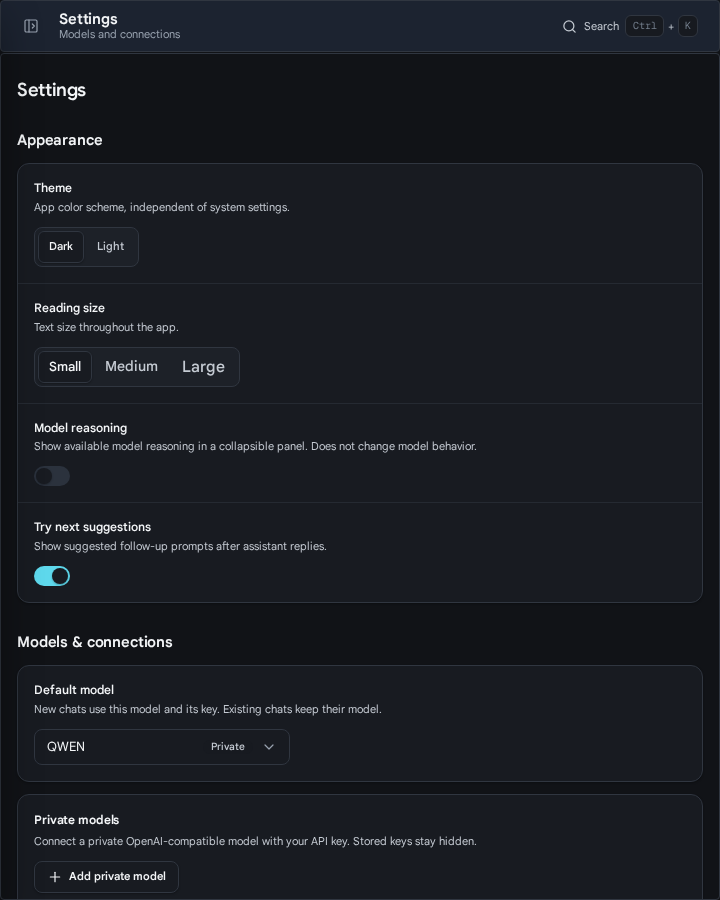 Settings
Models and connections
Search Ctrl + K
Settings
Appearance
Theme
App color scheme, independent of system settings.
Dark Light
Reading size
Text size throughout the app.
Small Medium Large
Model reasoning
Show available model reasoning in a collapsible panel. Does not change model behavior.
Try next suggestions
Show suggested follow-up prompts after assistant replies.
Models & connections
Default model
New chats use this model and its key. Existing chats keep their model.
QWEN Private
Private models
Connect a private OpenAI-compatible model with your API key. Stored keys stay hidden.
+ Add private model